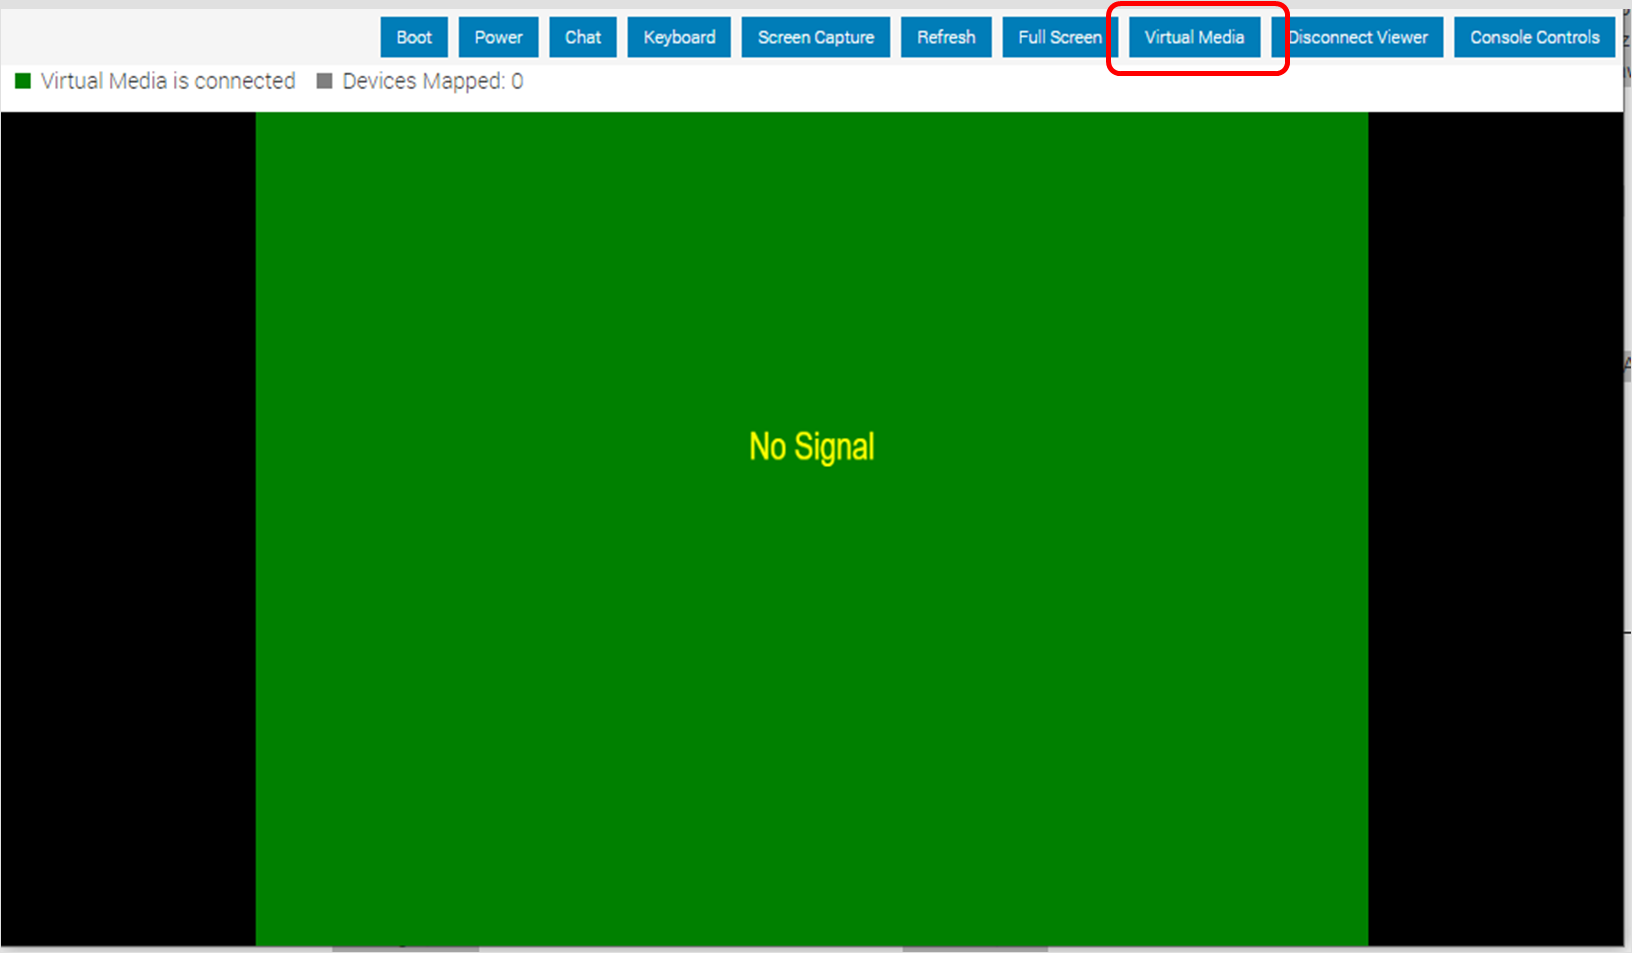 Boot Power Chat Keyboard Screen Capture Refresh Full Screen Virtual Media Disconnect Viewer Console Controls
Virtual Media is connected Devices Mapped: 0
No Signal